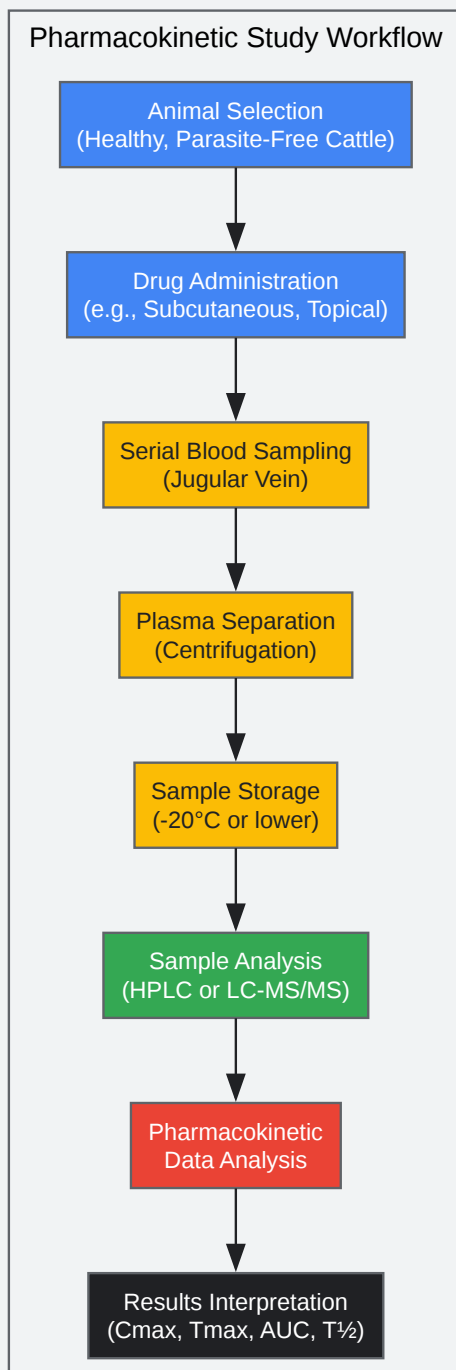 Pharmacokinetic Study Workflow
Animal Selection
(Healthy, Parasite-Free Cattle)
Drug Administration
(e.g., Subcutaneous, Topical)
Serial Blood Sampling
(Jugular Vein)
Plasma Separation
(Centrifugation)
Sample Storage
(-20°C or lower)
Sample Analysis
(HPLC or LC-MS/MS)
Pharmacokinetic
Data Analysis
Results Interpretation
(Cmax, Tmax, AUC, T½)